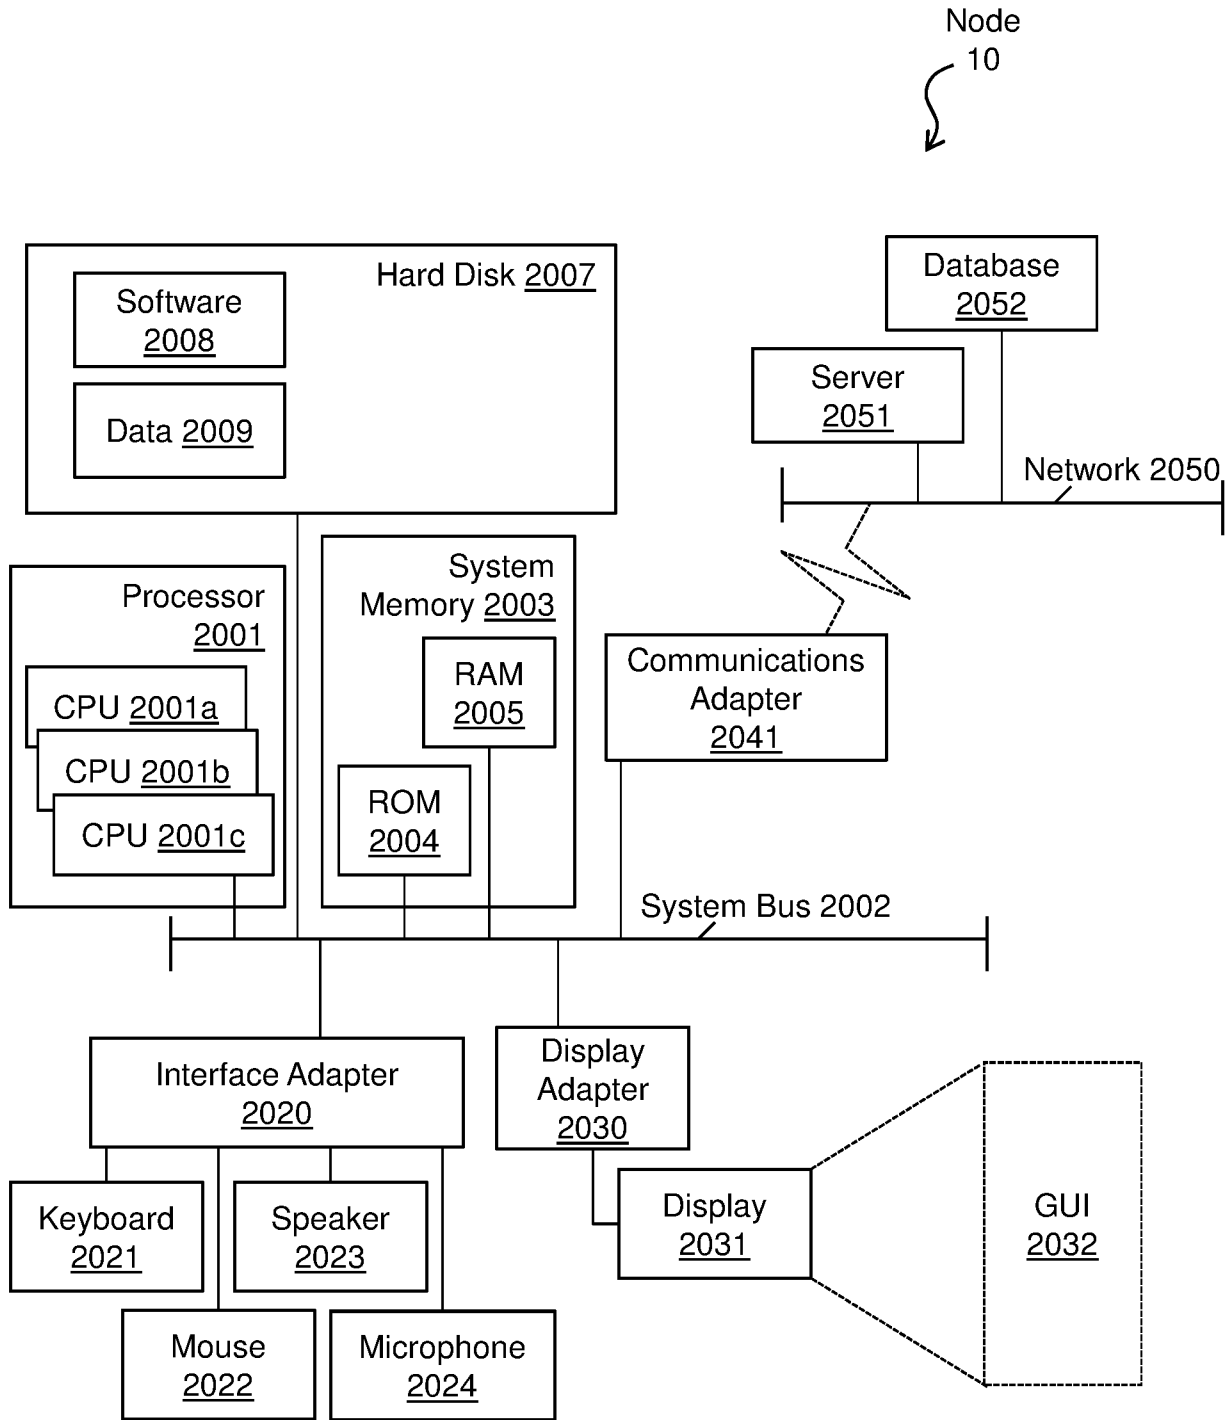 Node
10
Hard Disk 2007
Software
2008
Data 2009
Database
2052
Server
2051
Network 2050
Processor
2001
CPU 2001a
CPU 2001b
CPU 2001c
System
Memory 2003
RAM
2005
ROM
2004
Communications
Adapter
2041
System Bus 2002
Interface Adapter
2020
Display
Adapter
2030
Keyboard
2021
Speaker
2023
Mouse
2022
Microphone
2024
Display
2031
GUI
2032